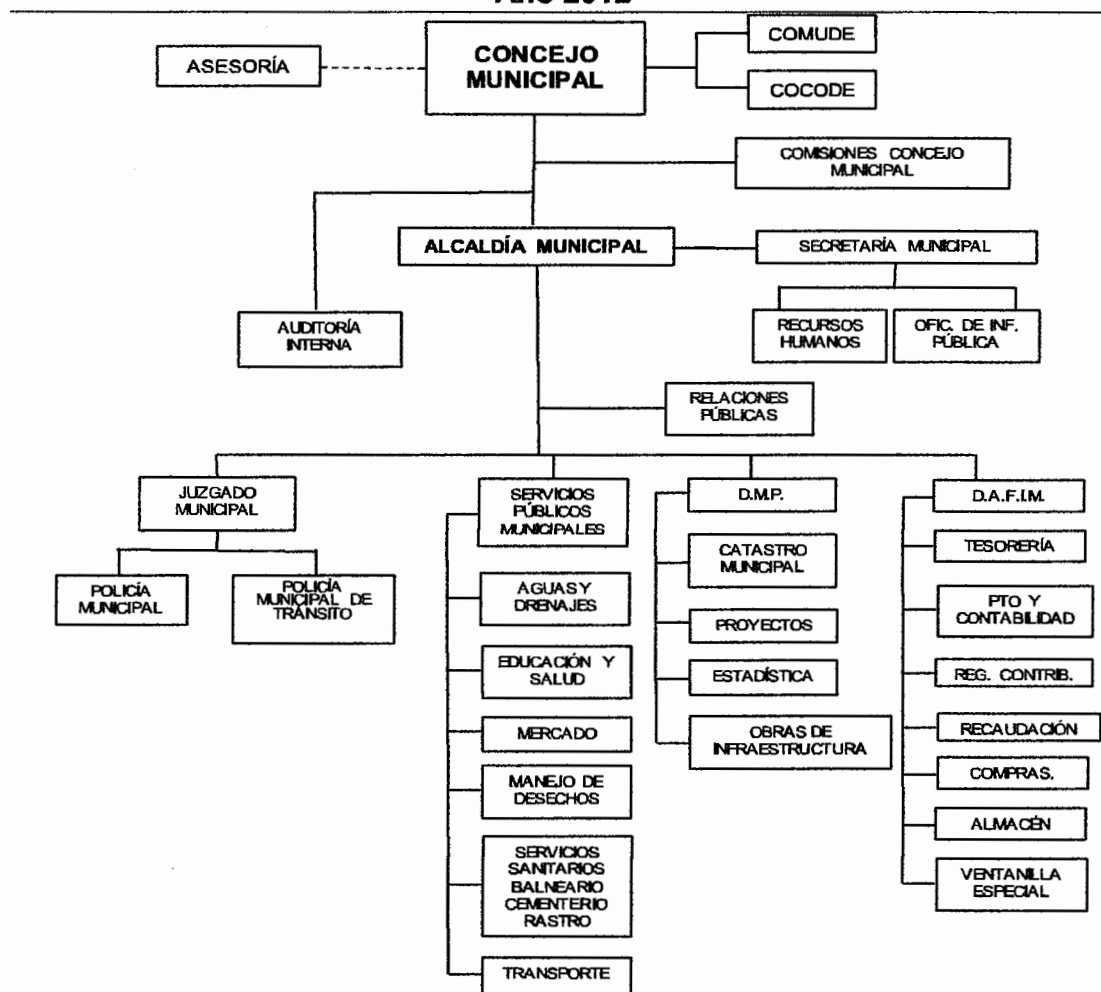 ASESORÍA
CONCEJO
MUNICIPAL
COMUDE
COCODE
COMISIONES CONCEJO
MUNICIPAL
ALCALDÍA MUNICIPAL
SECRETARÍA MUNICIPAL
AUDITORÍA
INTERNA
RECURSOS
HUMANOS
OFIC. DE INF.
PÚBLICA
RELACIONES
PÚBLICAS
JUZGADO
MUNICIPAL
POLICÍA
MUNICIPAL
POLICÍA
MUNICIPAL DE
TRÁNSITO
SERVICIOS
PÚBLICOS
MUNICIPALES
AGUAS Y
DRENAJES
EDUCACIÓN Y
SALUD
MERCADO
MANEJO DE
DESECHOS
SERVICIOS
SANITARIOS
BALNEARIO
CEMENTERIO
RASTRO
TRANSPORTE
D.M.P.
CATASTRO
MUNICIPAL
PROYECTOS
ESTADÍSTICA
OBRAS DE
INFRAESTRUCTURA
D.A.F.I.M.
TESORERÍA
PTO Y
CONTABILIDAD
REG. CONTRIB.
RECAUDACIÓN
COMPRAS.
ALMACÉN
VENTANILLA
ESPECIAL